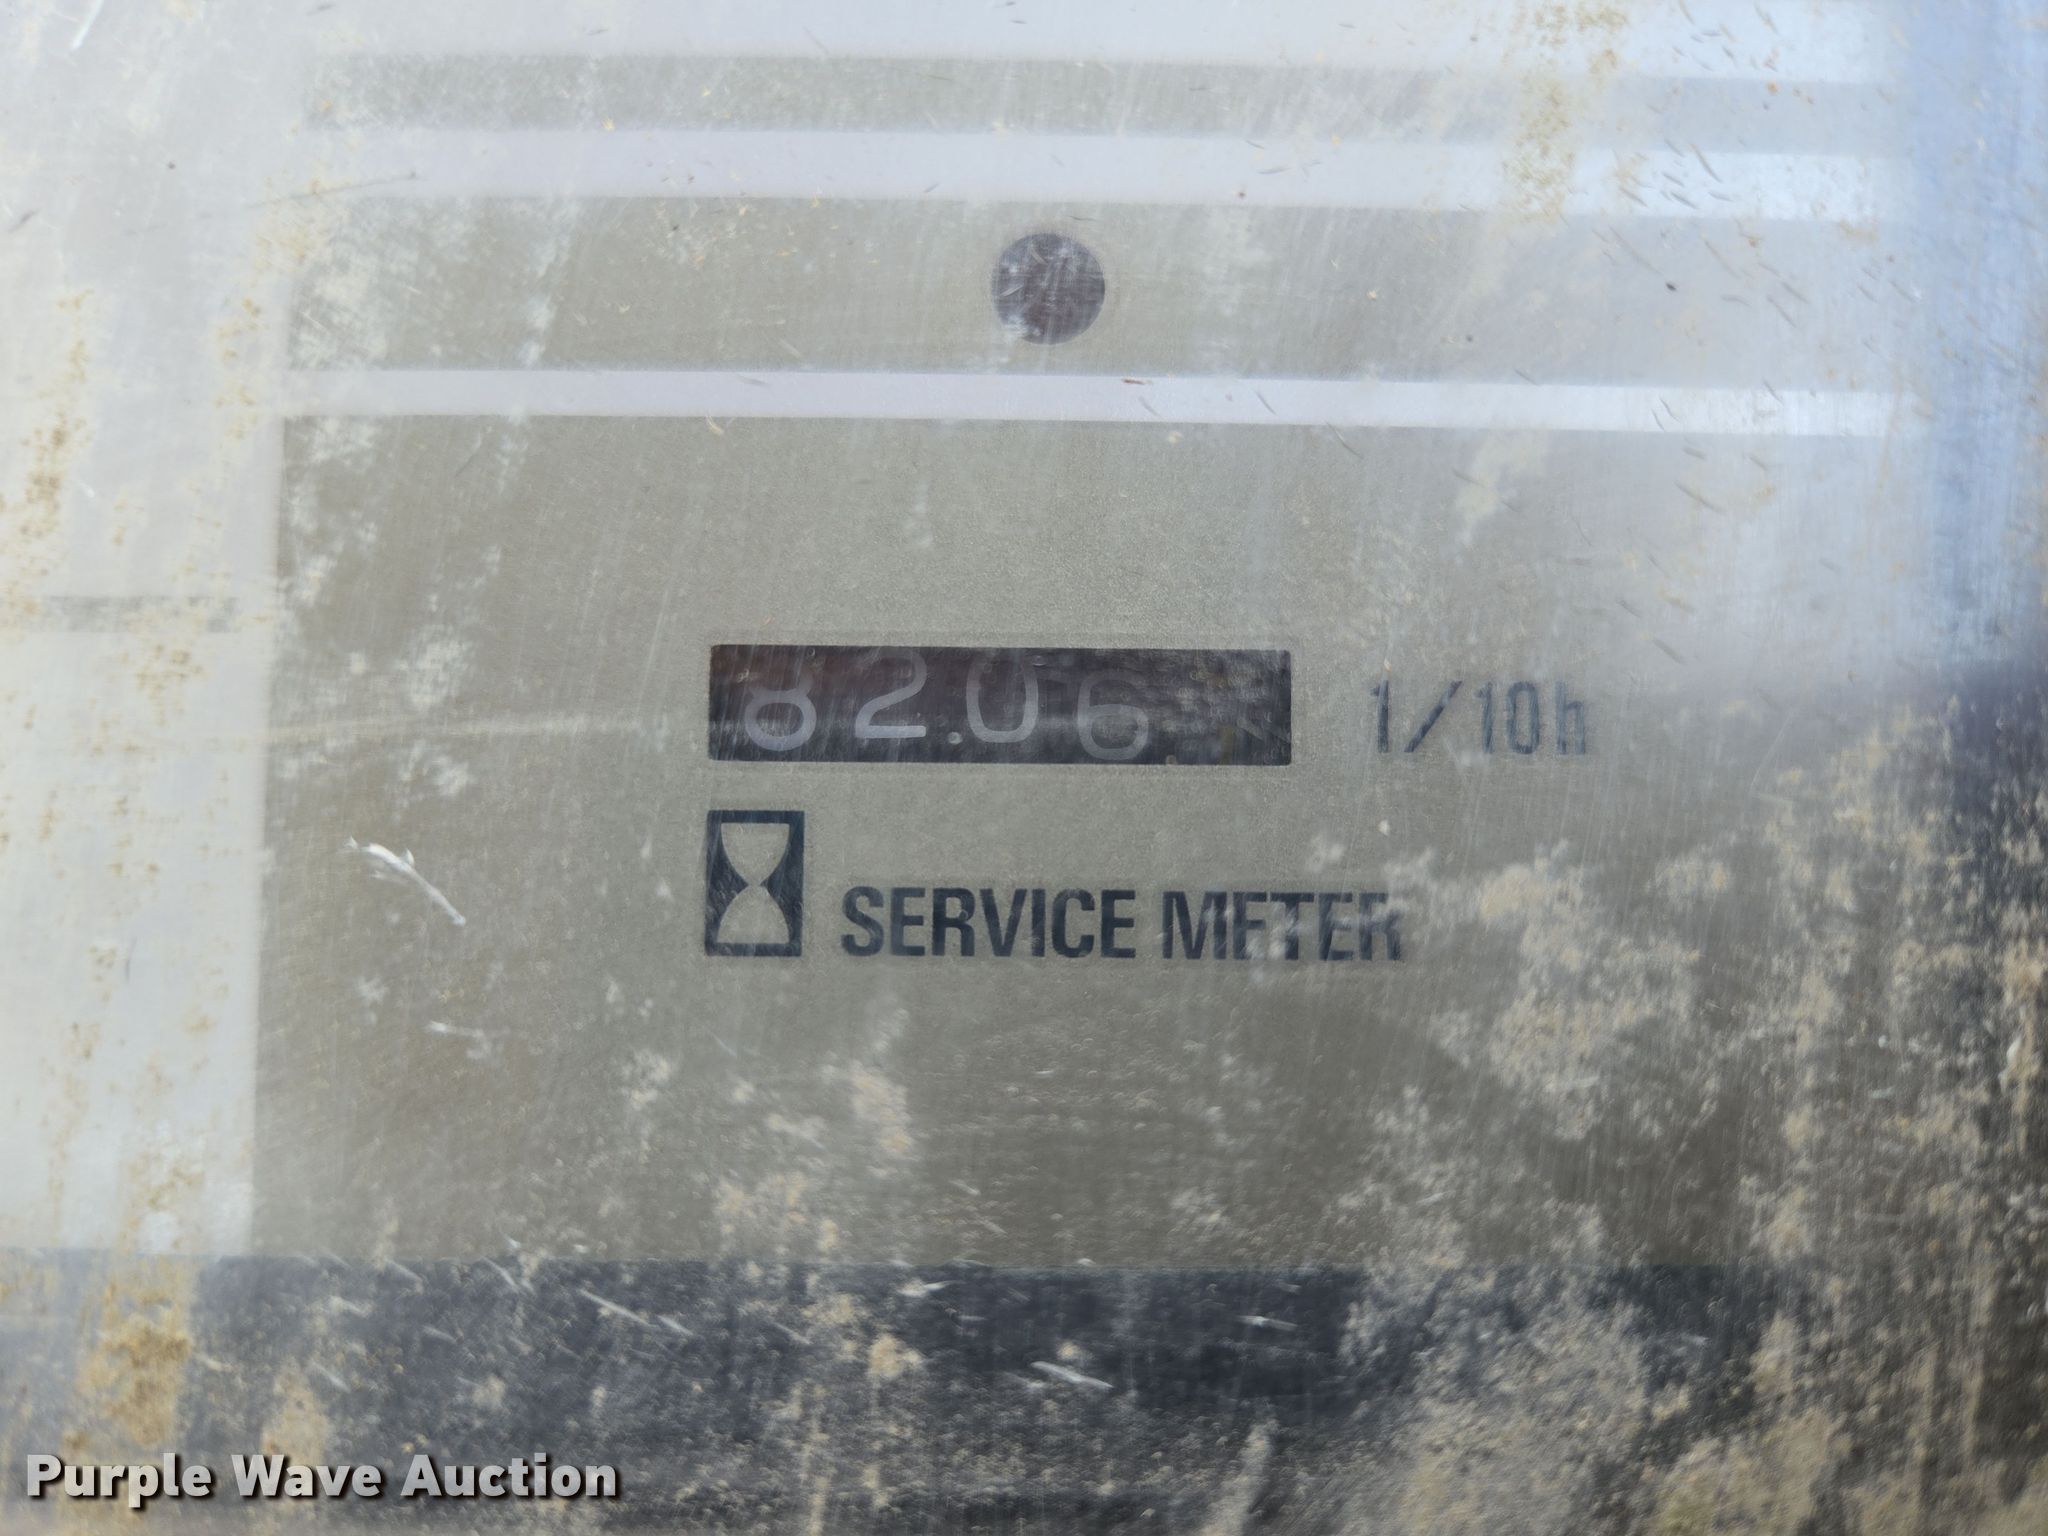 8206
1/10h
SERVICE METER
Purple Wave Auction